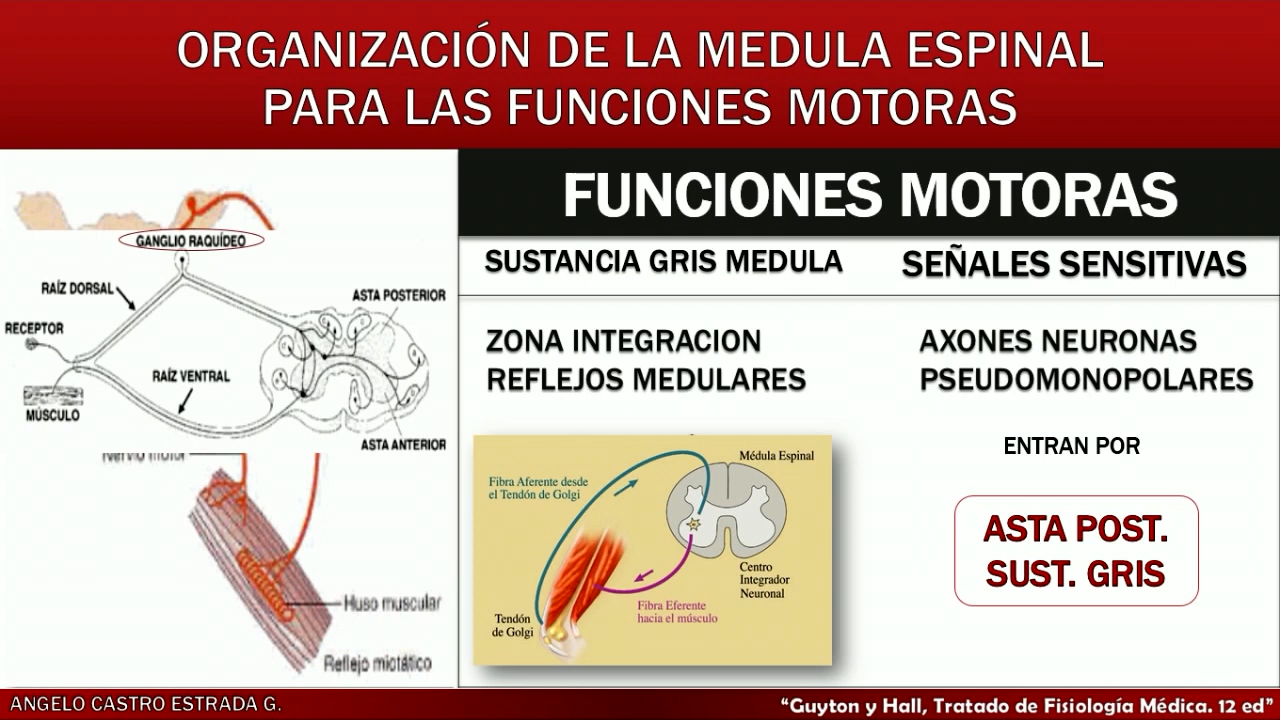 ORGANIZACIÓN DE LA MEDULA ESPINAL
PARA LAS FUNCIONES MOTORAS
GANGLIO RAQUÍDEO
RAÍZ DORSAL
ASTA POSTERIOR
RECEPTOR
RAÍZ VENTRAL
MÚSCULO
ASTA ANTERIOR
Nervio motor
Huso muscular
Reflejo miotático
FUNCIONES MOTORAS
SUSTANCIA GRIS MEDULA
ZONA INTEGRACION
REFLEJOS MEDULARES
Médula Espinal
Fibra Aferente desde
el Tendón de Golgi
Centro
Integrador
Neuronal
Fibra Eferente
hacia el músculo
Tendón
de Golgi
SEÑALES SENSITIVAS
AXONES NEURONAS
PSEUDOMONOPOLARES
ENTRAN POR
ASTA POST.
SUST. GRIS
ANGELO CASTRO ESTRADA G.
“Guyton y Hall, Tratado de Fisiología Médica. 12 ed”